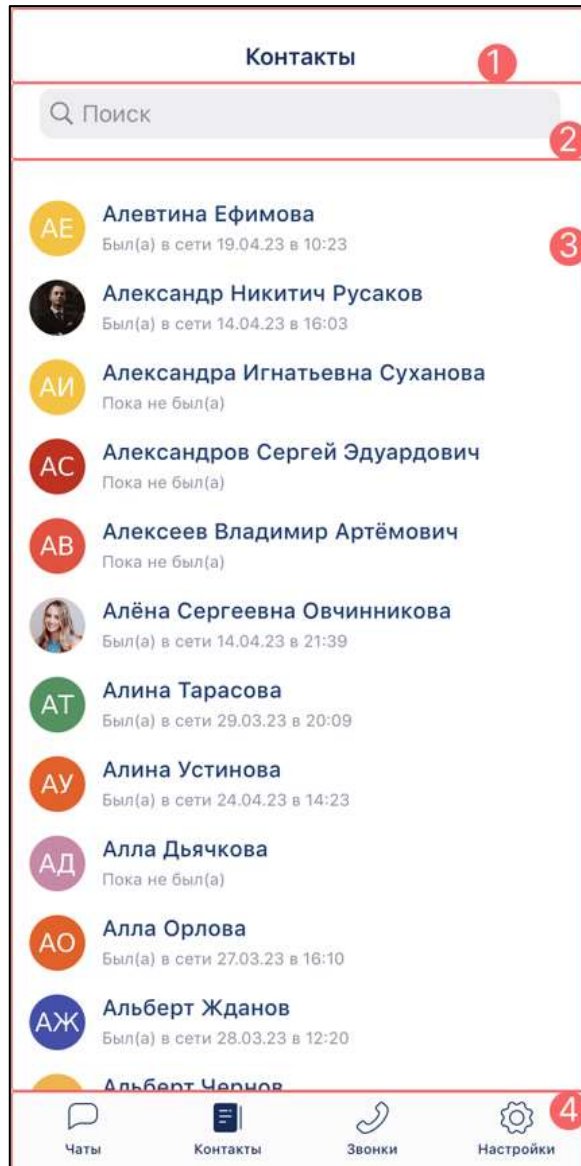 Контакты
1
Поиск
2
АЕ
Алевтина Ефимова
Был(а) в сети 19.04.23 в 10:23
3
Александр Никитич Русаков
Был(а) в сети 14.04.23 в 16:03
АИ
Александра Игнатьевна Суханова
Пока не был(а)
АС
Александров Сергей Эдуардович
Пока не был(а)
АВ
Алексеев Владимир Артёмович
Пока не был(а)
Алёна Сергеевна Овчинникова
Был(а) в сети 14.04.23 в 21:39
АТ
Алина Тарасова
Был(а) в сети 29.03.23 в 20:09
АУ
Алина Устинова
Был(а) в сети 24.04.23 в 14:23
АД
Алла Дьячкова
Пока не был(а)
АО
Алла Орлова
Был(а) в сети 27.03.23 в 16:10
АЖ
Альберт Жданов
Был(а) в сети 28.03.23 в 12:20
Альберт Чернов
4
Чаты Контакты Звонки Настройки